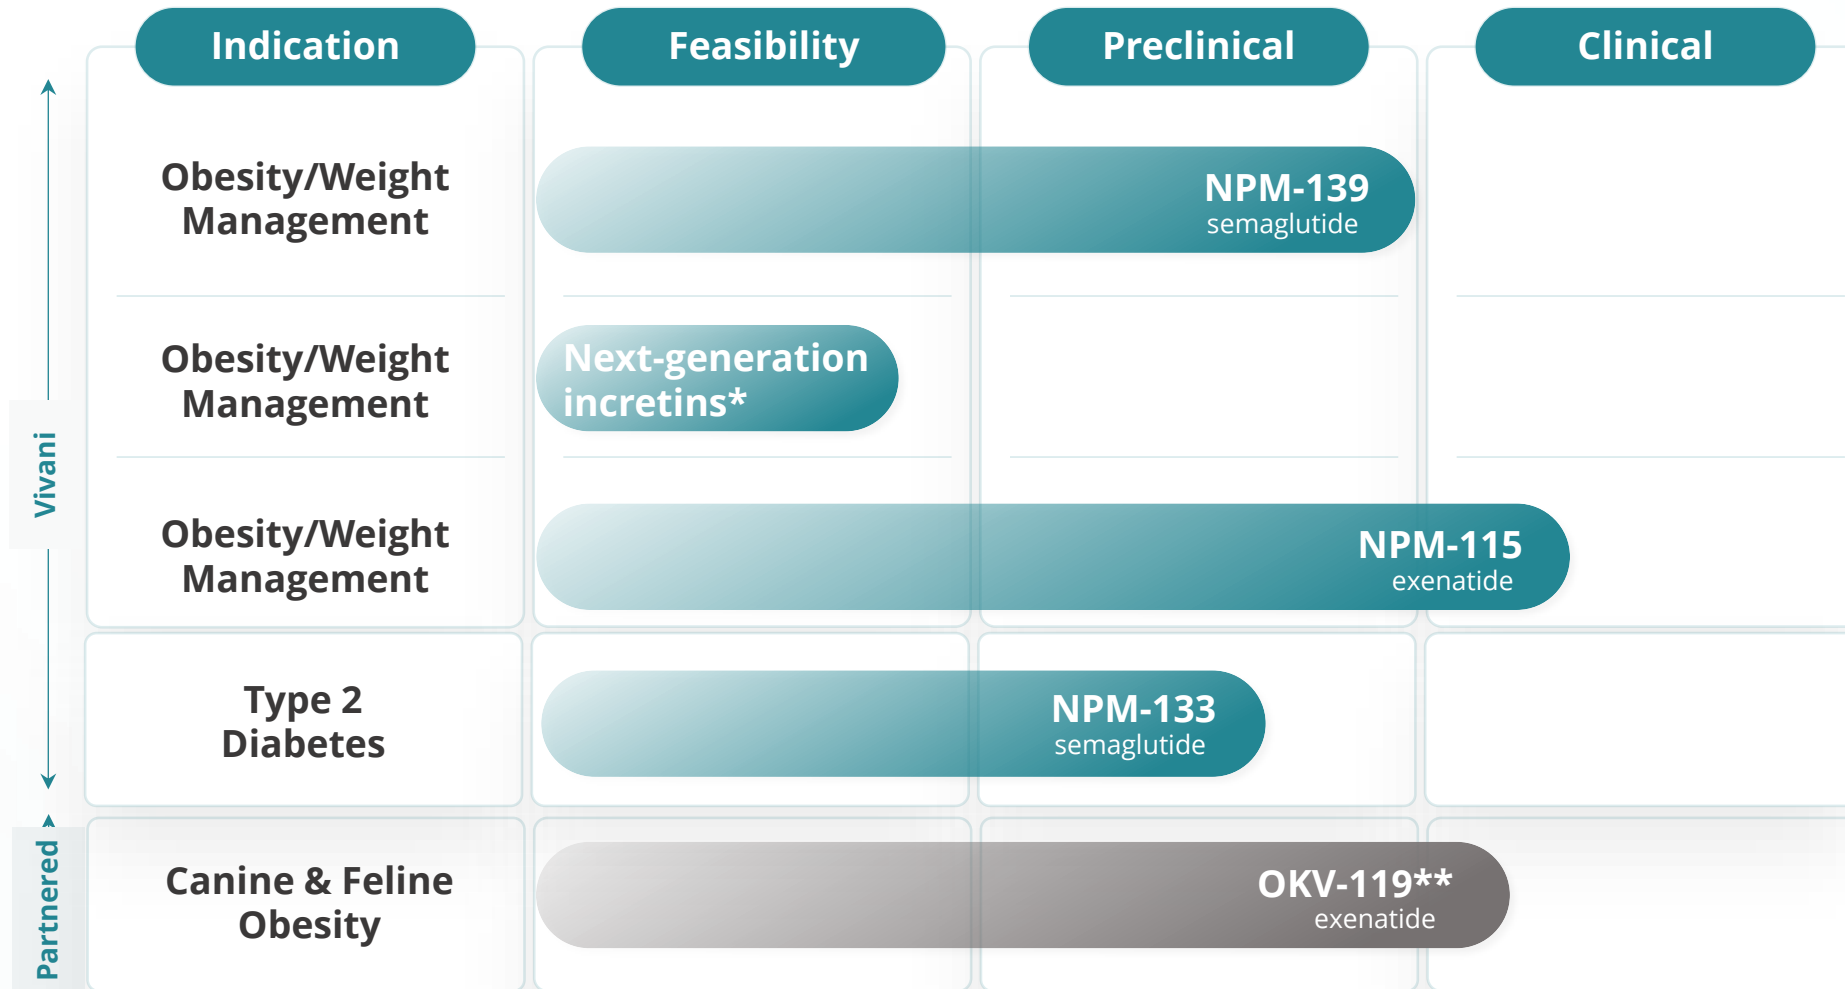 Indication
Feasibility
Preclinical
Clinical
Vivani
Obesity/Weight
Management
NPM-139
semaglutide
Obesity/Weight
Management
Next-generation
incretins*
Obesity/Weight
Management
NPM-115
exenatide
Type 2
Diabetes
NPM-133
semaglutide
Partnered
Canine & Feline
Obesity
OKV-119**
exenatide